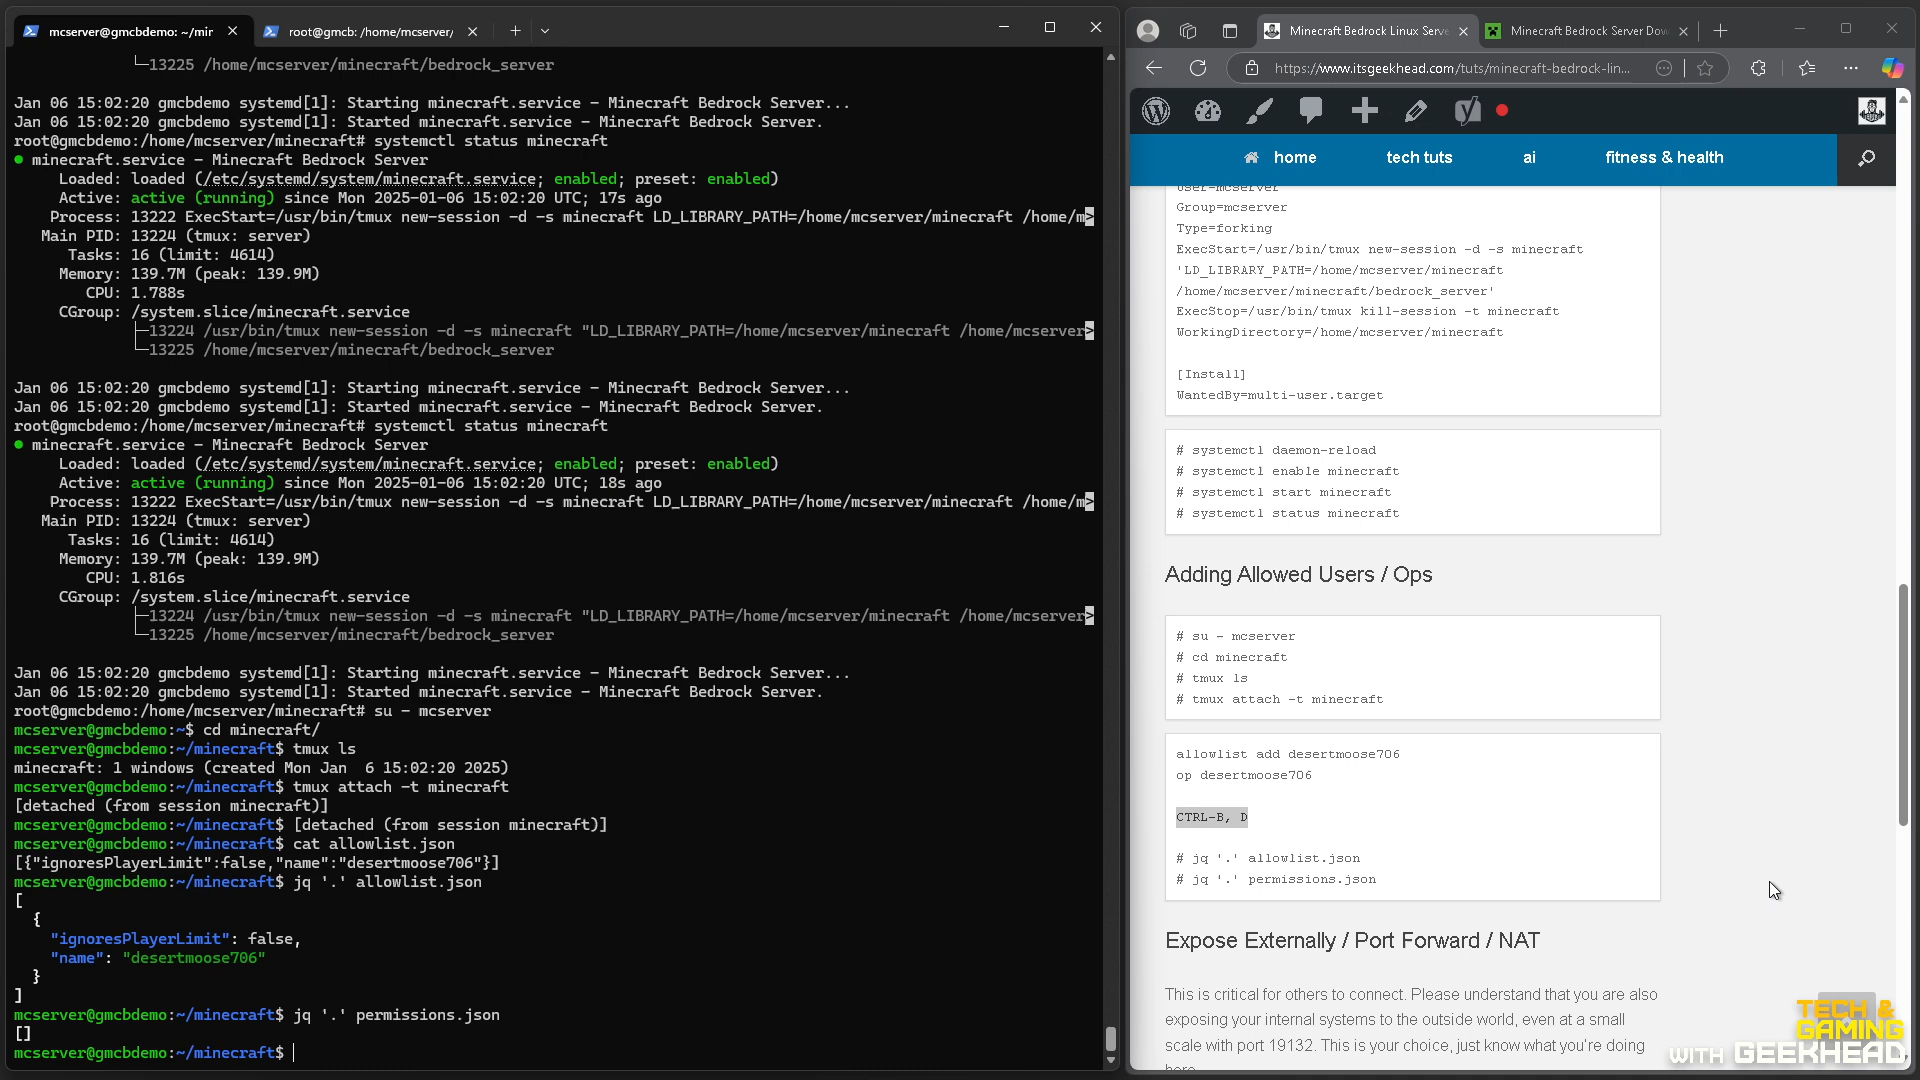 mcserver@gmcbdemo: ~/mir
root@gmcb: /home/mcserver/
└─13225 /home/mcserver/minecraft/bedrock_server
Jan 06 15:02:20 gmcbdemo systemd[1]: Starting minecraft.service - Minecraft Bedrock Server...
Jan 06 15:02:20 gmcbdemo systemd[1]: Started minecraft.service - Minecraft Bedrock Server.
root@gmcbdemo:/home/mcserver/minecraft# systemctl status minecraft
● minecraft.service - Minecraft Bedrock Server
Loaded: loaded (/etc/systemd/system/minecraft.service; enabled; preset: enabled)
Active: active (running) since Mon 2025-01-06 15:02:20 UTC; 17s ago
Process: 13222 ExecStart=/usr/bin/tmux new-session -d -s minecraft LD_LIBRARY_PATH=/home/mcserver/minecraft /home/m>
Main PID: 13224 (tmux: server)
Tasks: 16 (limit: 4614)
Memory: 139.7M (peak: 139.9M)
CPU: 1.788s
CGroup: /system.slice/minecraft.service
├─13224 /usr/bin/tmux new-session -d -s minecraft "LD_LIBRARY_PATH=/home/mcserver/minecraft /home/mcserver>
└─13225 /home/mcserver/minecraft/bedrock_server
Jan 06 15:02:20 gmcbdemo systemd[1]: Starting minecraft.service - Minecraft Bedrock Server...
Jan 06 15:02:20 gmcbdemo systemd[1]: Started minecraft.service - Minecraft Bedrock Server.
root@gmcbdemo:/home/mcserver/minecraft# systemctl status minecraft
● minecraft.service - Minecraft Bedrock Server
Loaded: loaded (/etc/systemd/system/minecraft.service; enabled; preset: enabled)
Active: active (running) since Mon 2025-01-06 15:02:20 UTC; 18s ago
Process: 13222 ExecStart=/usr/bin/tmux new-session -d -s minecraft LD_LIBRARY_PATH=/home/mcserver/minecraft /home/m>
Main PID: 13224 (tmux: server)
Tasks: 16 (limit: 4614)
Memory: 139.7M (peak: 139.9M)
CPU: 1.816s
CGroup: /system.slice/minecraft.service
├─13224 /usr/bin/tmux new-session -d -s minecraft "LD_LIBRARY_PATH=/home/mcserver/minecraft /home/mcserver>
└─13225 /home/mcserver/minecraft/bedrock_server
Jan 06 15:02:20 gmcbdemo systemd[1]: Starting minecraft.service - Minecraft Bedrock Server...
Jan 06 15:02:20 gmcbdemo systemd[1]: Started minecraft.service - Minecraft Bedrock Server.
root@gmcbdemo:/home/mcserver/minecraft# su - mcserver
mcserver@gmcbdemo:~$ cd minecraft/
mcserver@gmcbdemo:~/minecraft$ tmux ls
minecraft: 1 windows (created Mon Jan  6 15:02:20 2025)
mcserver@gmcbdemo:~/minecraft$ tmux attach -t minecraft
[detached (from session minecraft)]
mcserver@gmcbdemo:~/minecraft$ [detached (from session minecraft)]
mcserver@gmcbdemo:~/minecraft$ cat allowlist.json
[{"ignoresPlayerLimit":false,"name":"desertmoose706"}]
mcserver@gmcbdemo:~/minecraft$ jq '.' allowlist.json
[
{
"ignoresPlayerLimit": false,
"name": "desertmoose706"
}
]
mcserver@gmcbdemo:~/minecraft$ jq '.' permissions.json
[]
mcserver@gmcbdemo:~/minecraft$
Minecraft Bedrock Linux Serve
Minecraft Bedrock Server Dow
https://www.itsgeekhead.com/tuts/minecraft-bedrock-lin...
home
tech tuts
ai
fitness & health
User=mcserver
Group=mcserver
Type=forking
ExecStart=/usr/bin/tmux new-session -d -s minecraft
'LD_LIBRARY_PATH=/home/mcserver/minecraft
/home/mcserver/minecraft/bedrock_server'
ExecStop=/usr/bin/tmux kill-session -t minecraft
WorkingDirectory=/home/mcserver/minecraft
[Install]
WantedBy=multi-user.target
# systemctl daemon-reload
# systemctl enable minecraft
# systemctl start minecraft
# systemctl status minecraft
Adding Allowed Users / Ops
# su - mcserver
# cd minecraft
# tmux ls
# tmux attach -t minecraft
allowlist add desertmoose706
op desertmoose706
CTRL-B, D
# jq '.' allowlist.json
# jq '.' permissions.json
Expose Externally / Port Forward / NAT
This is critical for others to connect. Please understand that you are also
exposing your internal systems to the outside world, even at a small
scale with port 19132. This is your choice, just know what you're doing
here.
TECH &
GAMING
WITH GEEKHEAD